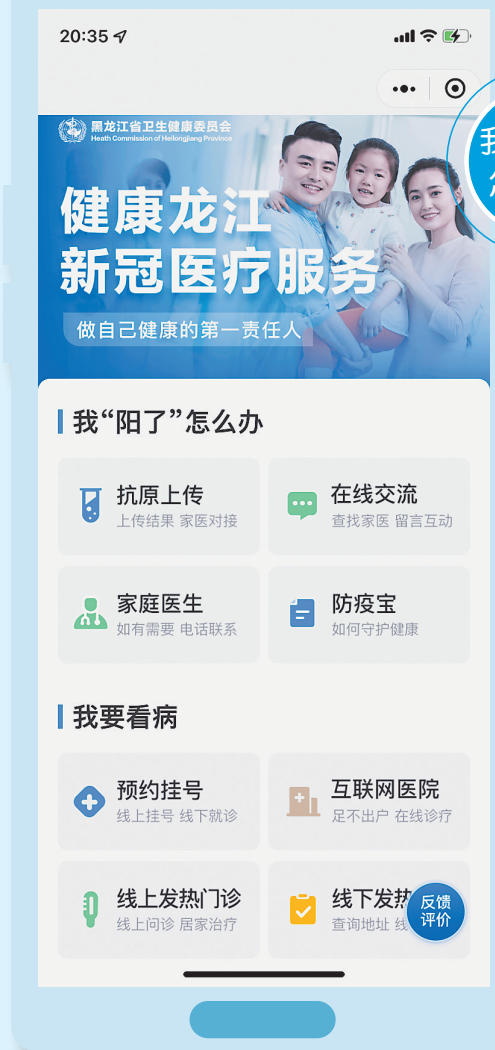 20:35
黑龙江省卫生健康委员会
Heath Commission of Heilongjiang Province
健康龙江
新冠医疗服务
做自己健康的第一责任人
我“阳了”怎么办
抗原上传
上传结果 家医对接
在线交流
查找家医 留言互动
家庭医生
如有需要 电话联系
防疫宝
如何守护健康
我要看病
预约挂号
线上挂号 线下就诊
互联网医院
足不出户 在线诊疗
线上发热门诊
线上问诊 居家治疗
线下发热
查询地址
反馈
评价